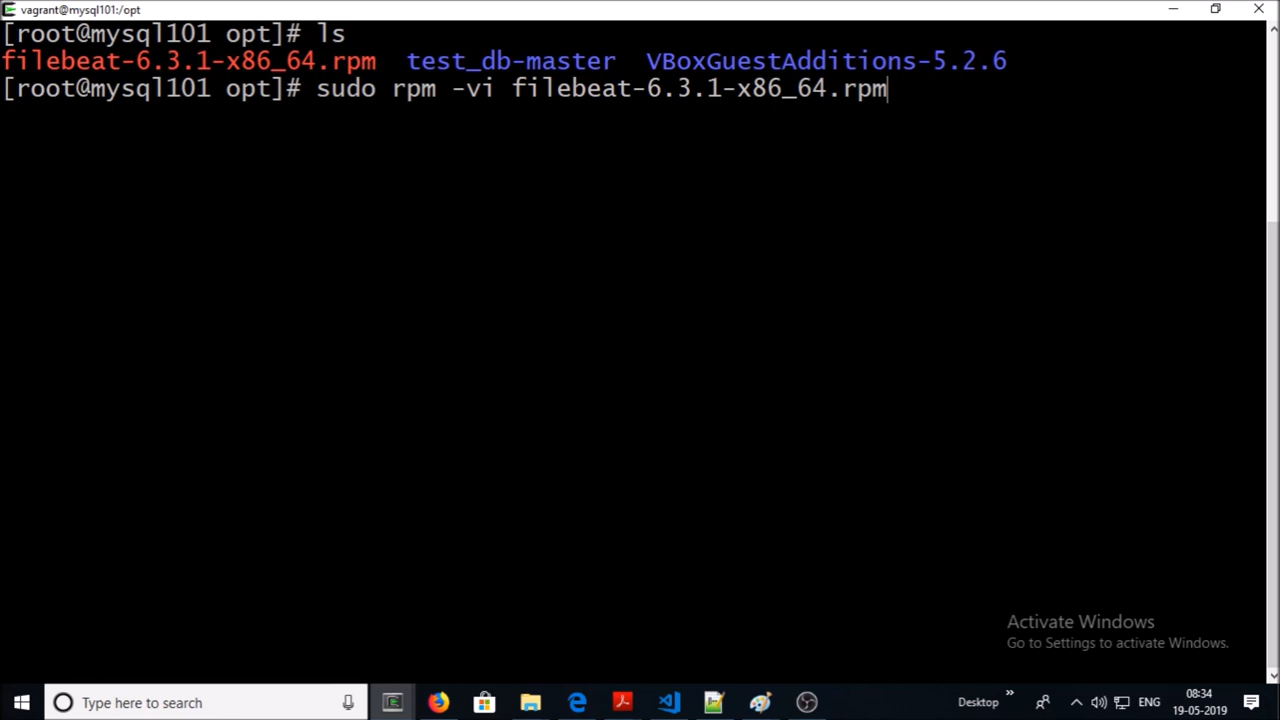 vagrant@mysql101:/opt
[root@mysql101 opt]# ls
filebeat-6.3.1-x86_64.rpm  test_db-master  VBoxGuestAdditions-5.2.6
[root@mysql101 opt]# sudo rpm -vi filebeat-6.3.1-x86_64.rpm
Activate Windows
Go to Settings to activate Windows.
Type here to search
Desktop
ENG
08:34
19-05-2019